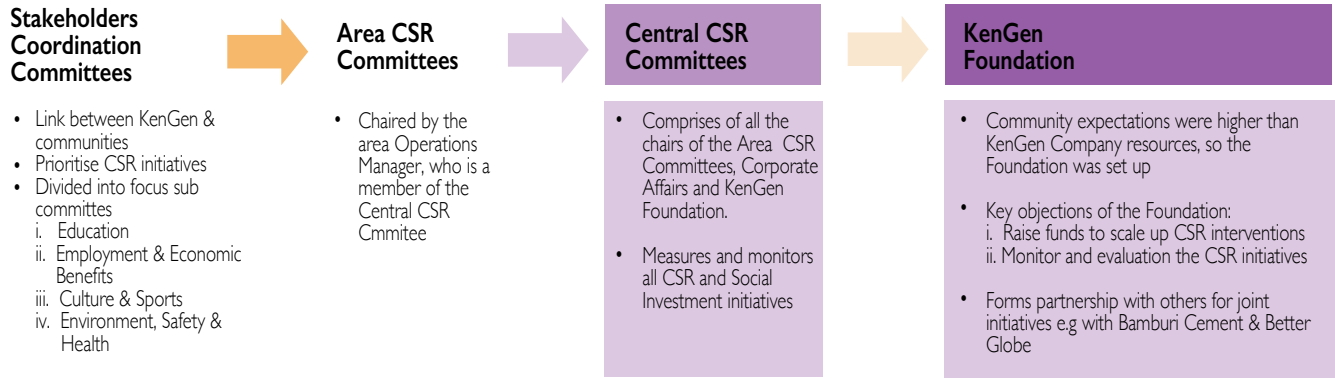 Stakeholders
Coordination
Committees
• Link between KenGen &
communities
• Prioritise CSR initiatives
• Divided into focus sub
committes
i. Education
ii. Employment & Economic
Benefits
iii. Culture & Sports
iv. Environment, Safety &
Health
Area CSR
Committees
• Chaired by the
area Operations
Manager, who is a
member of the
Central CSR
Cmmitee
Central CSR
Committees
• Comprises of all the
chairs of the Area CSR
Committees, Corporate
Affairs and KenGen
Foundation.
• Measures and monitors
all CSR and Social
Investment initiatives
KenGen
Foundation
• Community expectations were higher than
KenGen Company resources, so the
Foundation was set up
• Key objections of the Foundation:
i. Raise funds to scale up CSR interventions
ii. Monitor and evaluation the CSR initiatives
• Forms partnership with others for joint
initiatives e.g with Bamburi Cement & Better
Globe